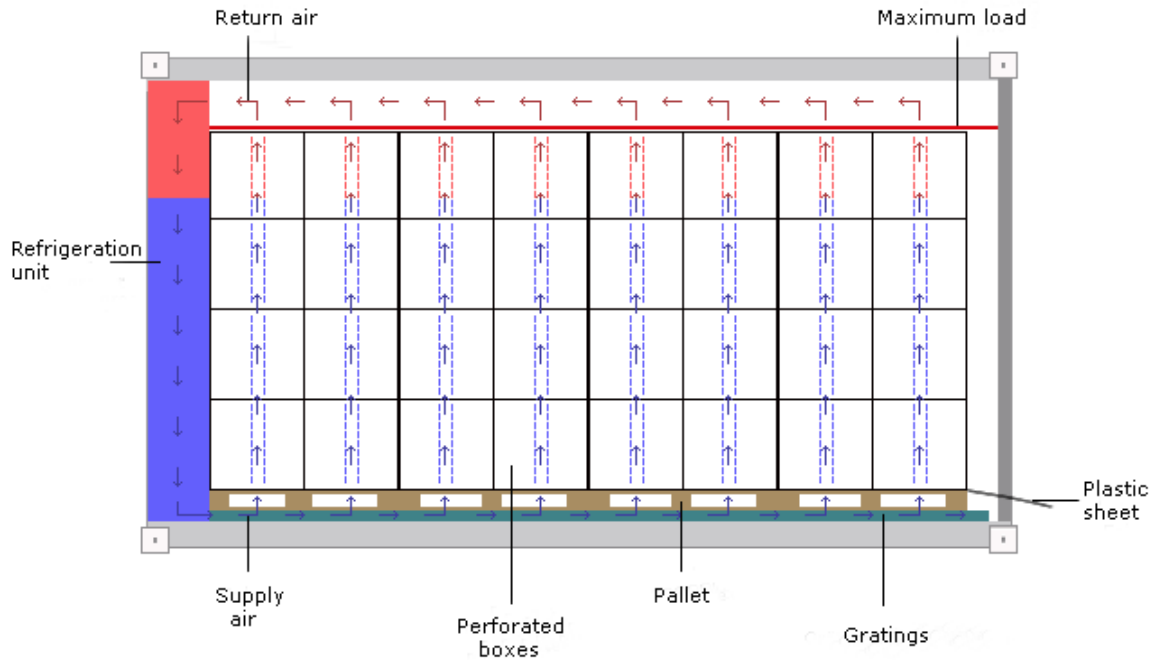 Return air
Maximum load
Refrigeration
unit
Plastic
sheet
Supply
air
Perforated
boxes
Pallet
Gratings